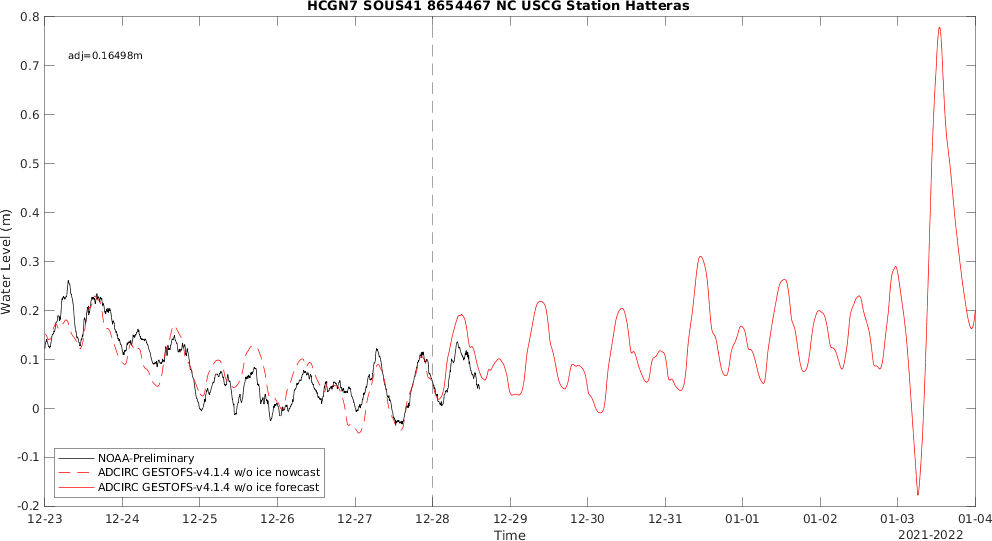 HCGN7 SOUS41 8654467 NC USCG Station Hatteras
0.8
adj=0.16498m
0.7
0.6
0.5
0.4
0.3
0.2
0.1
0
-0.1
-0.2
Water Level (m)
NOAA-Preliminary
ADCIRC GESTOFS-v4.1.4 w/o ice nowcast
ADCIRC GESTOFS-v4.1.4 w/o ice forecast
12-23 12-24 12-25 12-26 12-27 12-28 12-29 12-30 12-31 01-01 01-02 01-03 01-04
Time
2021-2022